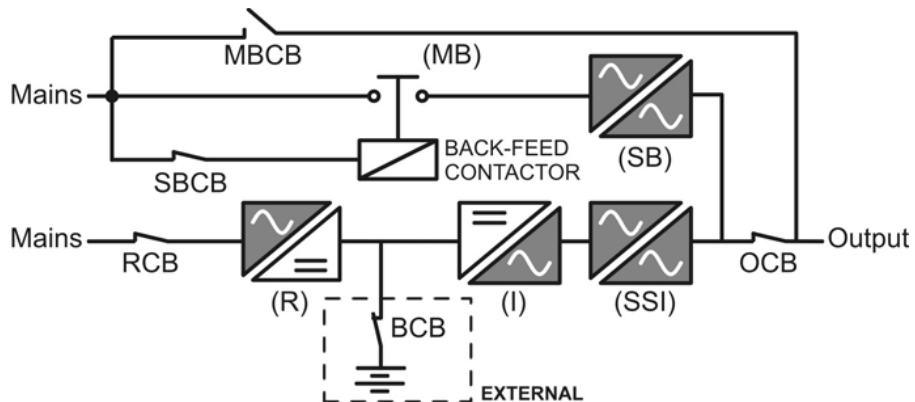 MBCB
(MB)
Mains
BACK-FEED
CONTACTOR
(SB)
SBCB
Mains
Output
RCB
OCB
(R)
(I)
(SSI)
BCB
EXTERNAL